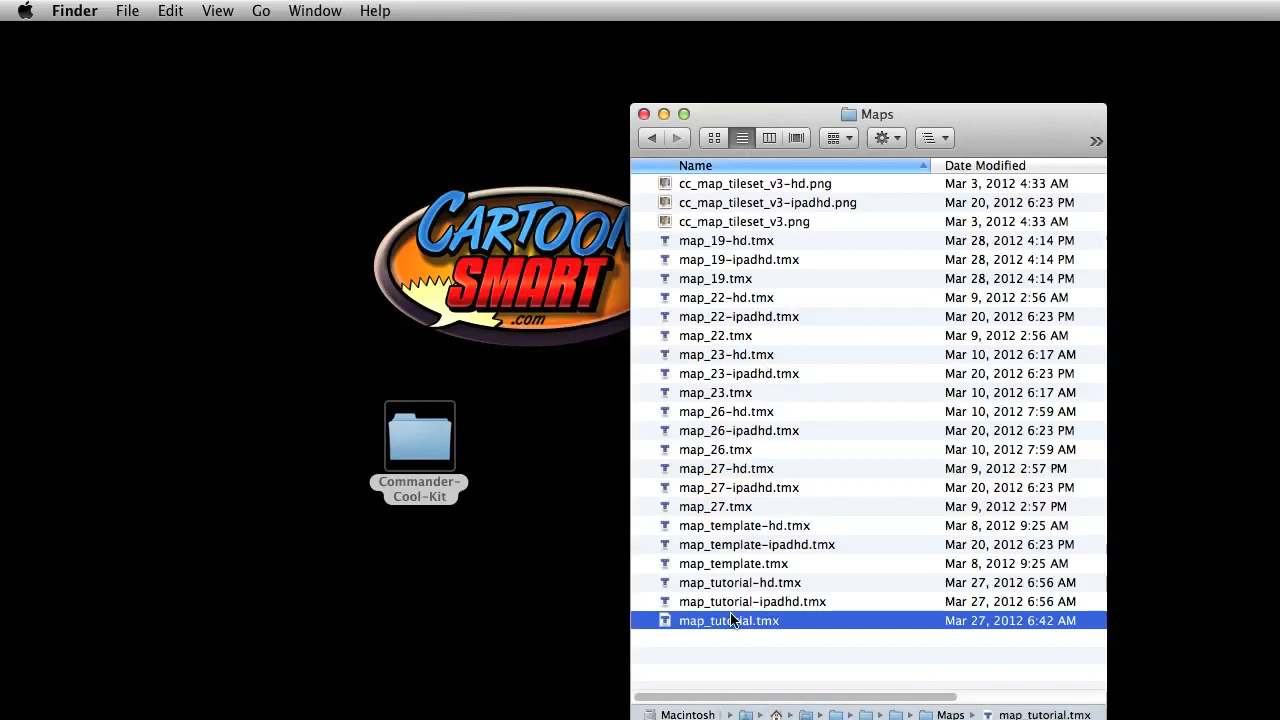 Finder File Edit View Go Window Help
Maps
Name Date Modified
cc_map_tileset_v3-hd.png Mar 3, 2012 4:33 AM
cc_map_tileset_v3-ipadhd.png Mar 20, 2012 6:23 PM
cc_map_tileset_v3.png Mar 3, 2012 4:33 AM
map_19-hd.tmx Mar 28, 2012 4:14 PM
map_19-ipadhd.tmx Mar 28, 2012 4:14 PM
map_19.tmx Mar 28, 2012 4:14 PM
map_22-hd.tmx Mar 9, 2012 2:56 AM
map_22-ipadhd.tmx Mar 20, 2012 6:23 PM
map_22.tmx Mar 9, 2012 2:56 AM
map_23-hd.tmx Mar 10, 2012 6:17 AM
map_23-ipadhd.tmx Mar 20, 2012 6:23 PM
map_23.tmx Mar 10, 2012 6:17 AM
map_26-hd.tmx Mar 10, 2012 7:59 AM
map_26-ipadhd.tmx Mar 20, 2012 6:23 PM
map_26.tmx Mar 10, 2012 7:59 AM
map_27-hd.tmx Mar 9, 2012 2:57 PM
map_27-ipadhd.tmx Mar 20, 2012 6:23 PM
map_27.tmx Mar 9, 2012 2:57 PM
map_template-hd.tmx Mar 8, 2012 9:25 AM
map_template-ipadhd.tmx Mar 20, 2012 6:23 PM
map_template.tmx Mar 8, 2012 9:25 AM
map_tutorial-hd.tmx Mar 27, 2012 6:56 AM
map_tutorial-ipadhd.tmx Mar 27, 2012 6:56 AM
map_tutorial.tmx Mar 27, 2012 6:42 AM
Macintosh Maps map_tutorial.tmx
CARTOON
SMART
.com
Commander-
Cool-Kit